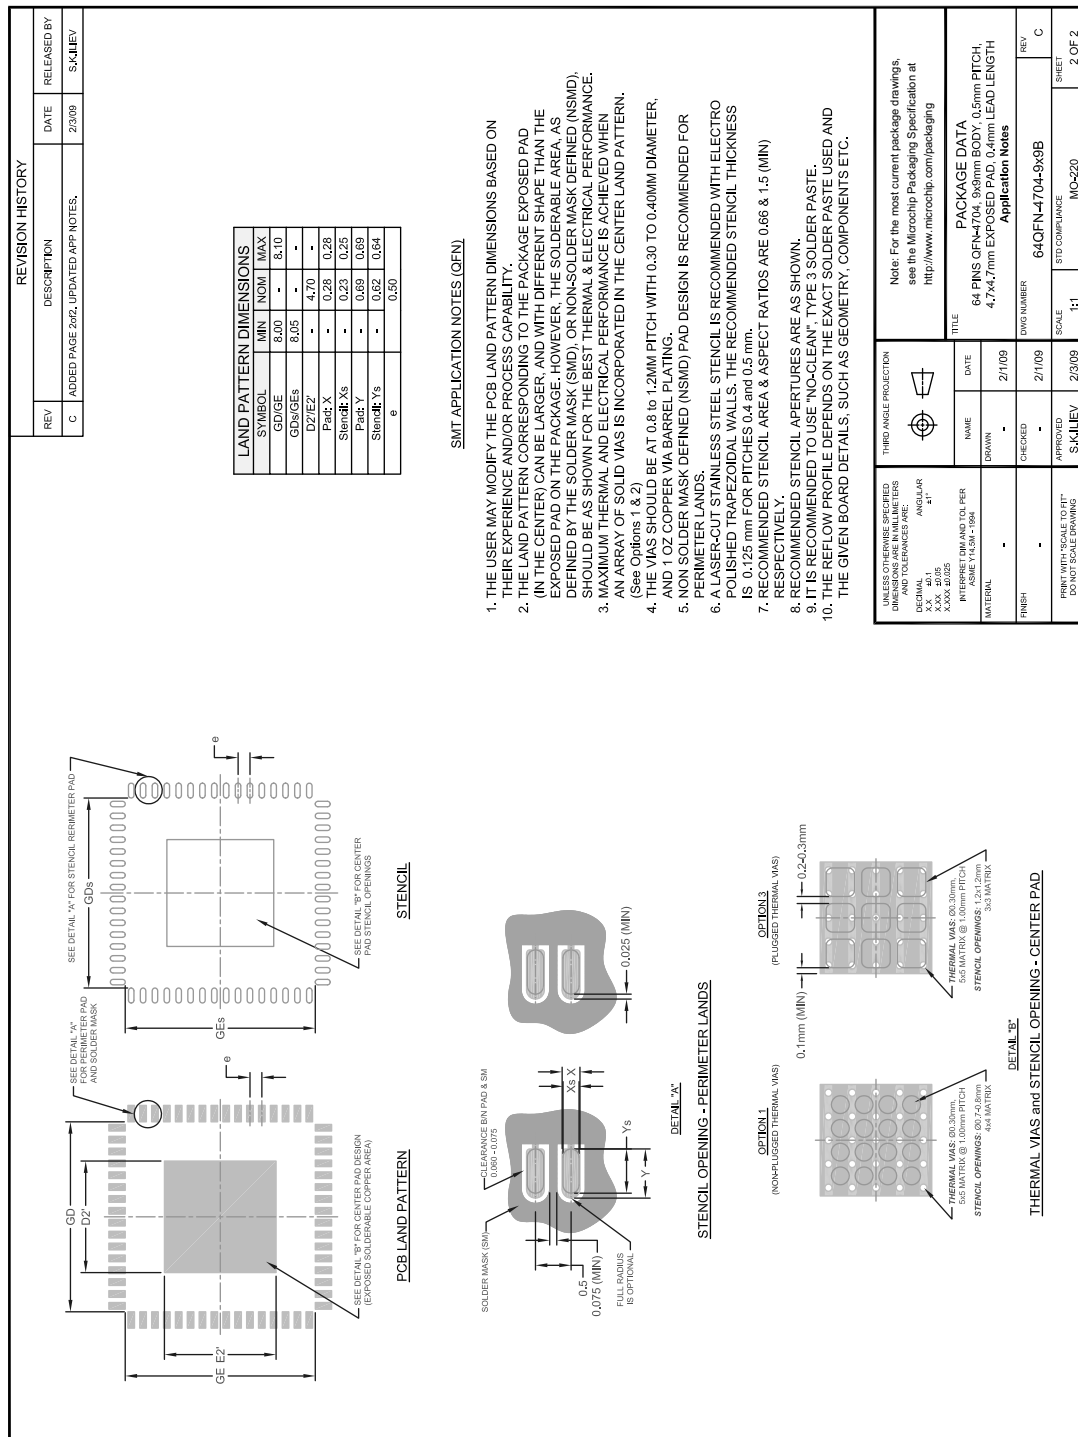 REVISION HISTORY
REV DESCRIPTION DATE RELEASED BY
C ADDED PAGE 2of2, UPDATED APP NOTES. 2/3/09 S.K.ILIEV
SEE DETAIL "A"
FOR PERIMETER PAD
AND SOLDER MASK
GD
D2'
GE
E2'
e
SEE DETAIL "B" FOR CENTER PAD DESIGN
(EXPOSED SOLDERABLE COPPER AREA)
PCB LAND PATTERN
SEE DETAIL "A" FOR STENCIL RERIMETER PAD
GDs
GEs
e
SEE DETAIL "B" FOR CENTER
PAD STENCIL OPENINGS
STENCIL
LAND PATTERN DIMENSIONS
SYMBOL MIN NOM MAX
GD/GE 8.00 - 8.10
GDs/GEs 8.05 - -
D2'/E2' - 4.70 -
Pad: X - 0.28 0.28
Stencil: Xs - 0.23 0.25
Pad: Y - 0.69 0.69
Stencil: Ys - 0.62 0.64
e 0.50
SOLDER MASK (SM)
CLEARANCE B/N PAD & SM
0.060 - 0.075
0.5
0.075 (MIN)
FULL RADIUS
IS OPTIONAL
Xs X
Ys
Y
0.025 (MIN)
DETAIL "A"
STENCIL OPENING - PERIMETER LANDS
OPTION 1
(NON-PLUGGED THERMAL VIAS)
THERMAL VIAS: Ø0.30mm,
5x5 MATRIX @ 1.00mm PITCH
STENCIL OPENINGS: Ø0.7-0.8mm
4x4 MATRIX
OPTION 3
(PLUGGED THERMAL VIAS)
0.1mm (MIN)
0.2-0.3mm
THERMAL VIAS: Ø0.30mm,
5x5 MATRIX @ 1.00mm PITCH
STENCIL OPENINGS: 1.2x1.2mm
3x3 MATRIX
DETAIL "B"
THERMAL VIAS and STENCIL OPENING - CENTER PAD
SMT APPLICATION NOTES (QFN)
1. THE USER MAY MODIFY THE PCB LAND PATTERN DIMENSIONS BASED ON
THEIR EXPERIENCE AND/OR PROCESS CAPABILITY.
2. THE LAND PATTERN CORRESPONDING TO THE PACKAGE EXPOSED PAD
(IN THE CENTER) CAN BE LARGER, AND WITH DIFFERENT SHAPE THAN THE
EXPOSED PAD ON THE PACKAGE. HOWEVER, THE SOLDERABLE AREA, AS
DEFINED BY THE SOLDER MASK (SMD), OR NON-SOLDER MASK DEFINED (NSMD),
SHOULD BE AS SHOWN FOR THE BEST THERMAL & ELECTRICAL PERFORMANCE.
3. MAXIMUM THERMAL AND ELECTRICAL PERFORMANCE IS ACHIEVED WHEN
AN ARRAY OF SOLID VIAS IS INCORPORATED IN THE CENTER LAND PATTERN.
(See Options 1 & 2)
4. THE VIAS SHOULD BE AT 0.8 to 1.2MM PITCH WITH 0.30 TO 0.40MM DIAMETER,
AND 1 OZ COPPER VIA BARREL PLATING.
5. NON SOLDER MASK DEFINED (NSMD) PAD DESIGN IS RECOMMENDED FOR
PERIMETER LANDS.
6. A LASER-CUT STAINLESS STEEL STENCIL IS RECOMMENDED WITH ELECTRO
POLISHED TRAPEZOIDAL WALLS. THE RECOMMENDED STENCIL THICKNESS
IS 0.125 mm FOR PITCHES 0.4 and 0.5 mm.
7. RECOMMENDED STENCIL AREA & ASPECT RATIOS ARE 0.66 & 1.5 (MIN)
RESPECTIVELY.
8. RECOMMENDED STENCIL APERTURES ARE AS SHOWN.
9. IT IS RECOMMENDED TO USE "NO-CLEAN", TYPE 3 SOLDER PASTE.
10. THE REFLOW PROFILE DEPENDS ON THE EXACT SOLDER PASTE USED AND
THE GIVEN BOARD DETAILS, SUCH AS GEOMETRY, COMPONENTS ETC.
UNLESS OTHERWISE SPECIFIED
DIMENSIONS ARE IN MILLIMETERS
AND TOLERANCES ARE:
DECIMAL ANGULAR
X.X ±0.1 ±1°
X.XX ±0.05
X.XXX ±0.025
INTERPRET DIM AND TOL PER
ASME Y14.5M - 1994
MATERIAL
-
FINISH
-
PRINT WITH "SCALE TO FIT"
DO NOT SCALE DRAWING
THIRD ANGLE PROJECTION
NAME DATE
DRAWN
- 2/1/09
CHECKED
- 2/1/09
APPROVED
S.K.ILIEV 2/3/09
Note: For the most current package drawings,
see the Microchip Packaging Specification at
http://www.microchip.com/packaging
TITLE
PACKAGE DATA
64 PINS QFN-4704, 9x9mm BODY, 0.5mm PITCH,
4.7x4.7mm EXPOSED PAD, 0.4mm LEAD LENGTH
Application Notes
DWG NUMBER
64QFN-4704-9x9B
REV
C
SCALE
1:1
STD COMPLIANCE
MO-220
SHEET
2 OF 2